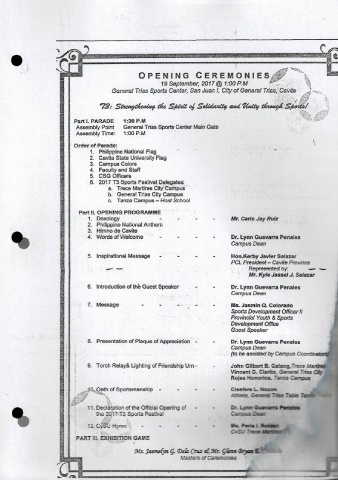 OPENING CEREMONIES
19 September, 2017 @ 1:00 P.M
General Trias Sports Center, San Juan I, City of General Trias, Cavite
T3: Strengthening the Spirit of Solidarity and Unity through Sports!
Part I. PARADE 1:30 P.M
Assembly Point General Trias Sports Center Main Gate
Assembly Time: 1:00 P.M
Order of Parade:
1. Philippine National Flag
2. Cavite State University Flag
3. Campus Colors
4. Faculty and Staff
5. CSG Officers
6. 2017 T3 Sports Festival Delegates:
a. Trece Martires City Campus
b. General Trias City Campus
c. Tanza Campus – Host School
Part II. OPENING PROGRAMME
1. Doxology - - - - Mr. Carlo Jay Ruiz
2. Philippine National Anthem
3. Himno de Cavite
4. Words of Welcome - - - - Dr. Lynn Guevarra Penales
Campus Dean
5. Inspirational Message - - - - Hon. Kerby Javier Salazar
PCL President – Cavite Province
Represented by:
Mr. Kyle Jassel J. Salazar
6. Introduction of the Guest Speaker - - Dr. Lynn Guevarra Penales
Campus Dean
7. Message - - - - - Ms. Jasmin Q. Colorado
Sports Development Officer II
Provincial Youth & Sports
Development Office
Guest Speaker
8. Presentation of Plaque of Appreciation - - Dr. Lynn Guevarra Penales
Campus Dean
(to be assisted by Campus Coordinators)
9. Torch Relay& Lighting of Friendship Urn - - John Gilbert B. Galang, Trece Martires
Vincent D. Clarito, General Trias City
Rojes Honorica, Tanza Campus
10. Oath of Sportsmanship - - -
Athlete, General Trias Table Tennis
11. Declaration of the Official Opening of - - Dr. Lynn Guevarra Penales
the 2017 T3 Sports Festival Campus Dean
12. CvSU Hymn - - - - Ms. Perla I. Roldan
CvSU Trece Martires
PART III. EXHIBITION GAME
Ms. Jasmelyn G. Dela Cruz & Mr. Glenn Bryan
Masters of Ceremonies